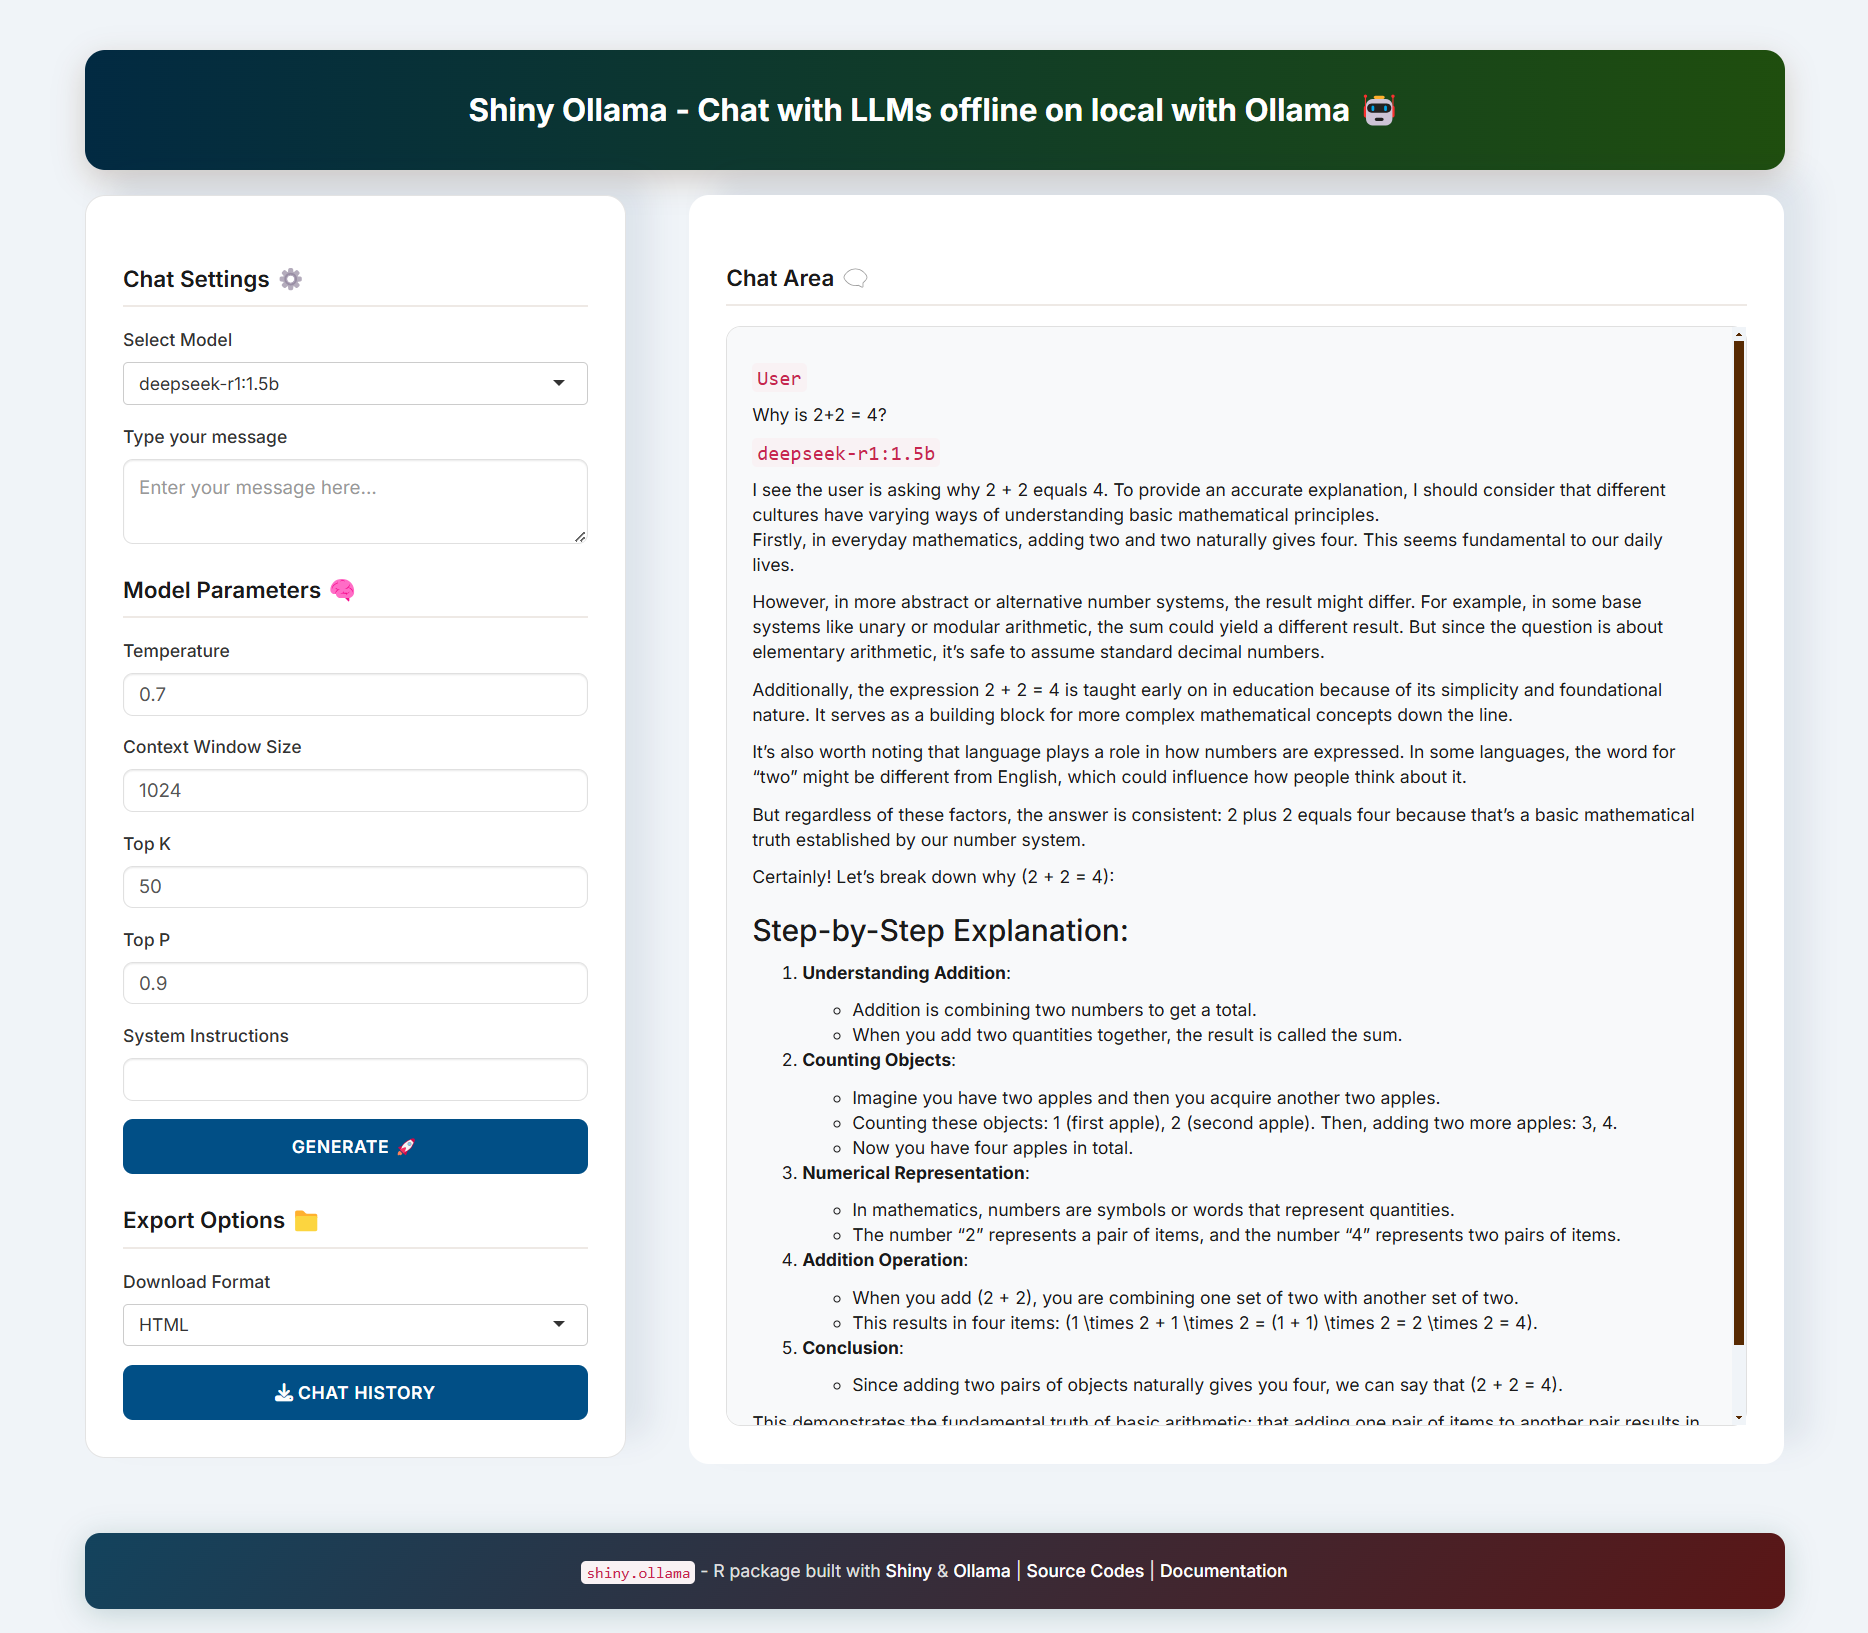 Shiny Ollama - Chat with LLMs offline on local with Ollama 🤖
Chat Settings ⚙️
Select Model
deepseek-r1:1.5b
Type your message
Enter your message here...
Model Parameters 🧠
Temperature
0.7
Context Window Size
1024
Top K
50
Top P
0.9
System Instructions
GENERATE 🚀
Export Options 📁
Download Format
HTML
CHAT HISTORY
Chat Area 🗨️
User
Why is 2+2 = 4?
deepseek-r1:1.5b
I see the user is asking why 2 + 2 equals 4. To provide an accurate explanation, I should consider that different
cultures have varying ways of understanding basic mathematical principles.
Firstly, in everyday mathematics, adding two and two naturally gives four. This seems fundamental to our daily
lives.
However, in more abstract or alternative number systems, the result might differ. For example, in some base
systems like unary or modular arithmetic, the sum could yield a different result. But since the question is about
elementary arithmetic, it’s safe to assume standard decimal numbers.
Additionally, the expression 2 + 2 = 4 is taught early on in education because of its simplicity and foundational
nature. It serves as a building block for more complex mathematical concepts down the line.
It’s also worth noting that language plays a role in how numbers are expressed. In some languages, the word for
“two” might be different from English, which could influence how people think about it.
But regardless of these factors, the answer is consistent: 2 plus 2 equals four because that’s a basic mathematical
truth established by our number system.
Certainly! Let’s break down why (2 + 2 = 4):
Step-by-Step Explanation:
1. Understanding Addition:
◦ Addition is combining two numbers to get a total.
◦ When you add two quantities together, the result is called the sum.
2. Counting Objects:
◦ Imagine you have two apples and then you acquire another two apples.
◦ Counting these objects: 1 (first apple), 2 (second apple). Then, adding two more apples: 3, 4.
◦ Now you have four apples in total.
3. Numerical Representation:
◦ In mathematics, numbers are symbols or words that represent quantities.
◦ The number “2” represents a pair of items, and the number “4” represents two pairs of items.
4. Addition Operation:
◦ When you add (2 + 2), you are combining one set of two with another set of two.
◦ This results in four items: (1 \times 2 + 1 \times 2 = (1 + 1) \times 2 = 2 \times 2 = 4).
5. Conclusion:
◦ Since adding two pairs of objects naturally gives you four, we can say that (2 + 2 = 4).
This demonstrates the fundamental truth of basic arithmetic: that adding one pair of items to another pair results in
shiny.ollama - R package built with Shiny & Ollama | Source Codes | Documentation